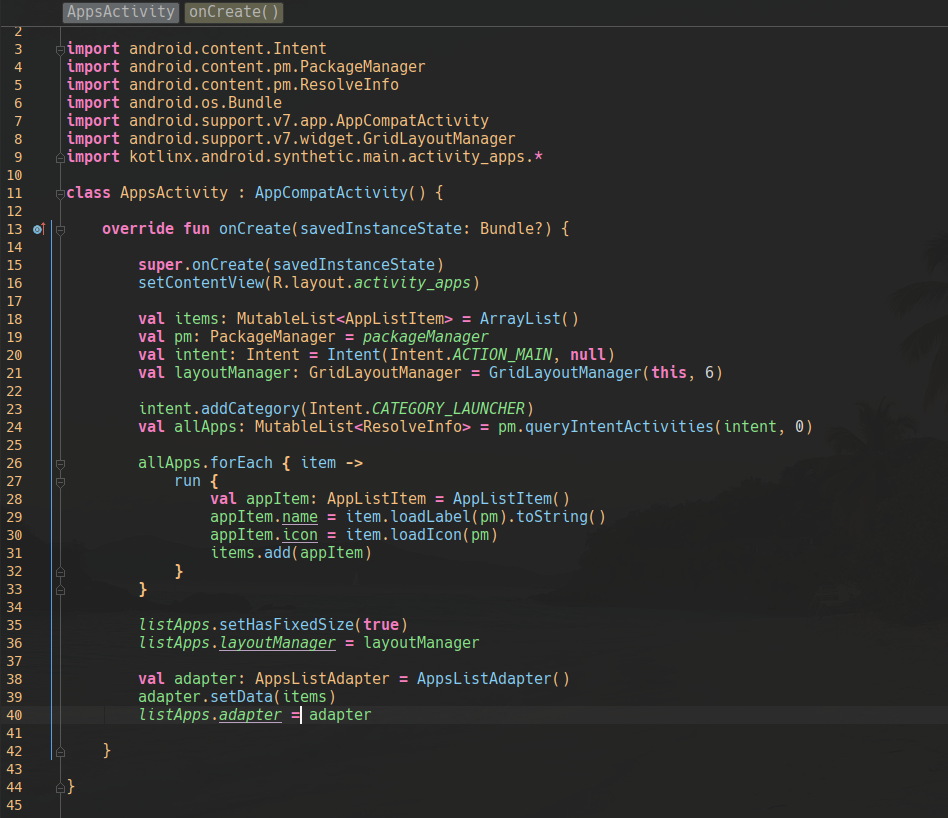 AppsActivity onCreate()
2
3 import android.content.Intent
4 import android.content.pm.PackageManager
5 import android.content.pm.ResolveInfo
6 import android.os.Bundle
7 import android.support.v7.app.AppCompatActivity
8 import android.support.v7.widget.GridLayoutManager
9 import kotlinx.android.synthetic.main.activity_apps.*
10
11 class AppsActivity : AppCompatActivity() {
12
13     override fun onCreate(savedInstanceState: Bundle?) {
14
15         super.onCreate(savedInstanceState)
16         setContentView(R.layout.activity_apps)
17
18         val items: MutableList<AppListItem> = ArrayList()
19         val pm: PackageManager = packageManager
20         val intent: Intent = Intent(Intent.ACTION_MAIN, null)
21         val layoutManager: GridLayoutManager = GridLayoutManager(this, 6)
22
23         intent.addCategory(Intent.CATEGORY_LAUNCHER)
24         val allApps: MutableList<ResolveInfo> = pm.queryIntentActivities(intent, 0)
25
26         allApps.forEach { item ->
27             run {
28                 val appItem: AppListItem = AppListItem()
29                 appItem.name = item.loadLabel(pm).toString()
30                 appItem.icon = item.loadIcon(pm)
31                 items.add(appItem)
32             }
33         }
34
35         listApps.setHasFixedSize(true)
36         listApps.layoutManager = layoutManager
37
38         val adapter: AppsListAdapter = AppsListAdapter()
39         adapter.setData(items)
40         listApps.adapter = adapter
41
42     }
43
44 }
45